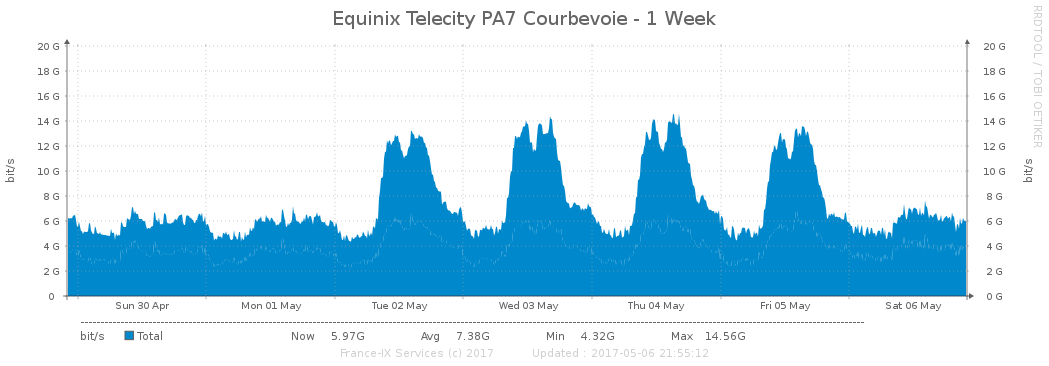 Equinix Telecity PA7 Courbevoie - 1 Week
RRDTOOL / TOBI OETIKER
20 G 20 G
18 G 18 G
16 G 16 G
14 G 14 G
12 G 12 G
10 G 10 G
8 G 8 G
6 G 6 G
4 G 4 G
2 G 2 G
0 0 G
bit/s
bit/s
Sun 30 Apr Mon 01 May Tue 02 May Wed 03 May Thu 04 May Fri 05 May Sat 06 May
bit/s Total Now 5.97G Avg 7.38G Min 4.32G Max 14.56G
France-IX Services (c) 2017 Updated : 2017-05-06 21:55:12